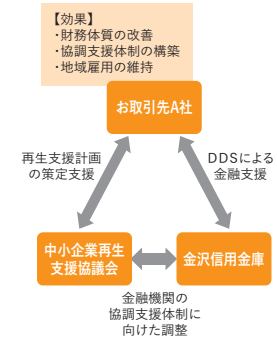 【効果】
・財務体質の改善
・協調支援体制の構築
・地域雇用の維持
お取引先A社
再生支援計画
の策定支援
DDSによる
金融支援
中小企業再生
支援協議会
金沢信用金庫
金融機関の
協調支援体制に
向けた調整